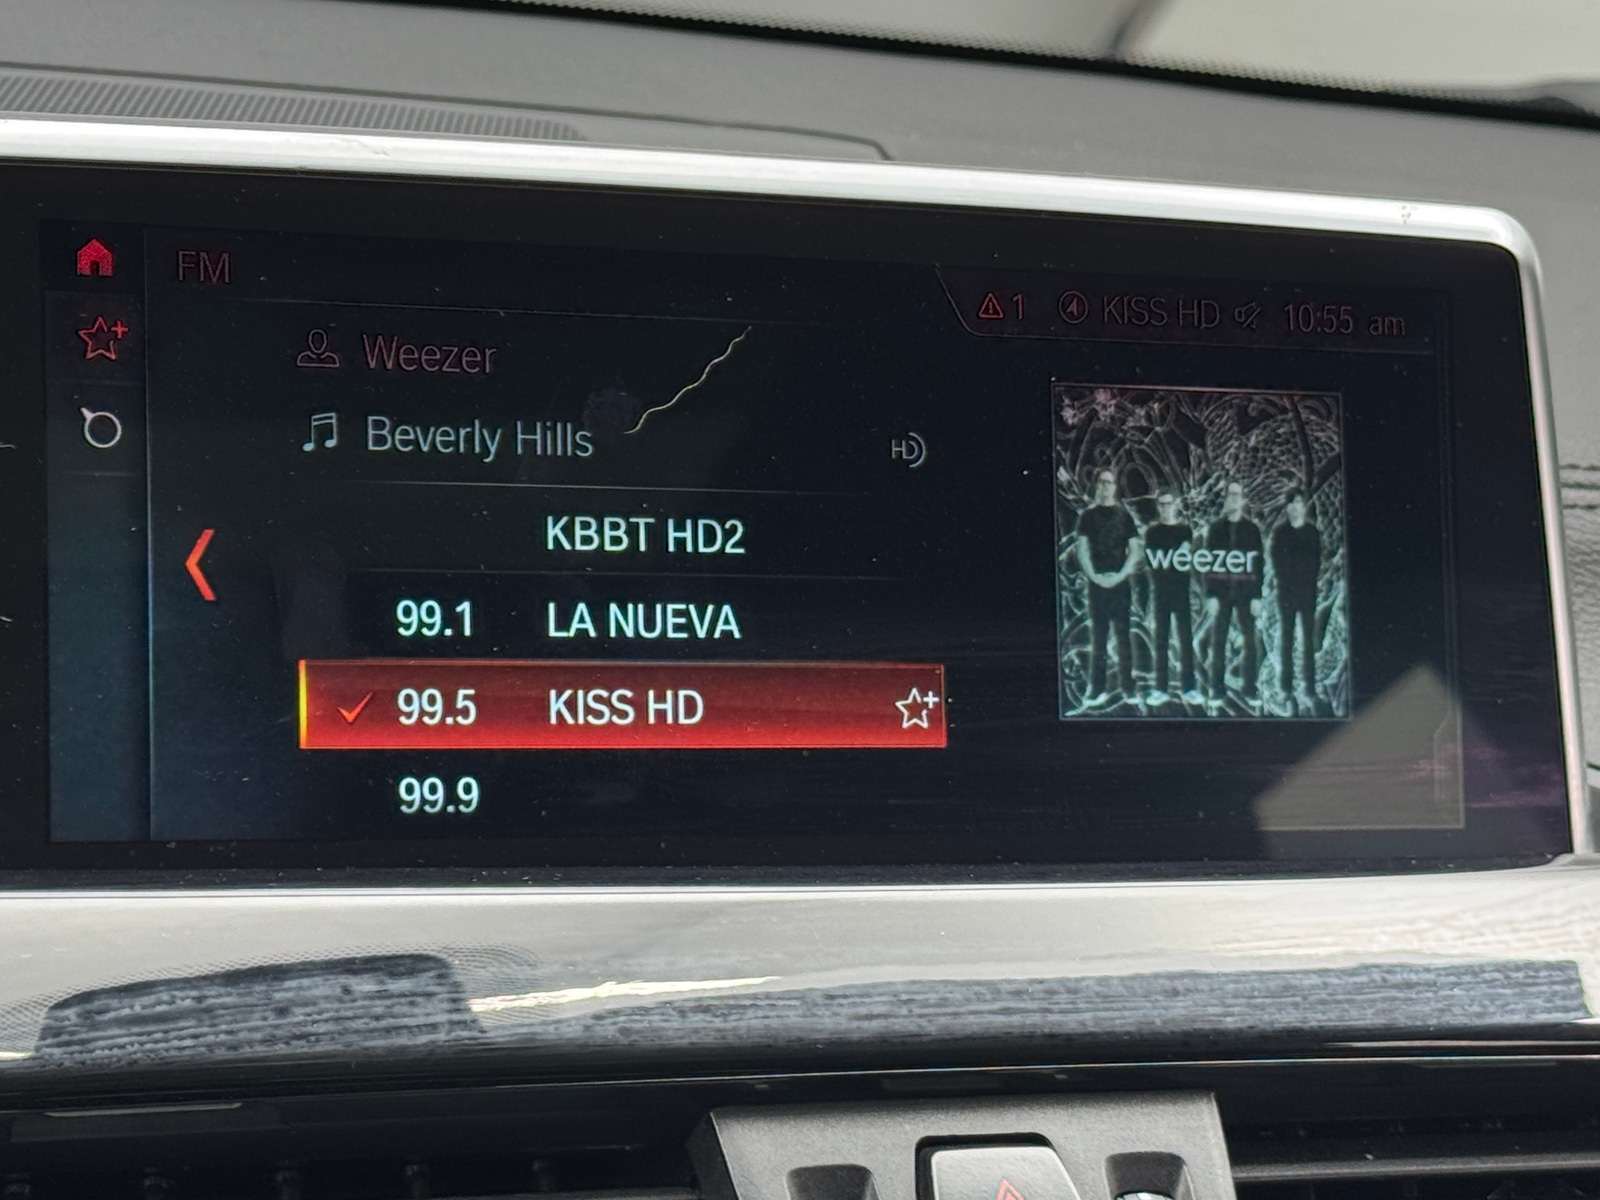 FM
1 KISS HD 10:55 am
Weezer
Beverly Hills HD
KBBT HD2
99.1 LA NUEVA
99.5 KISS HD
99.9
weezer